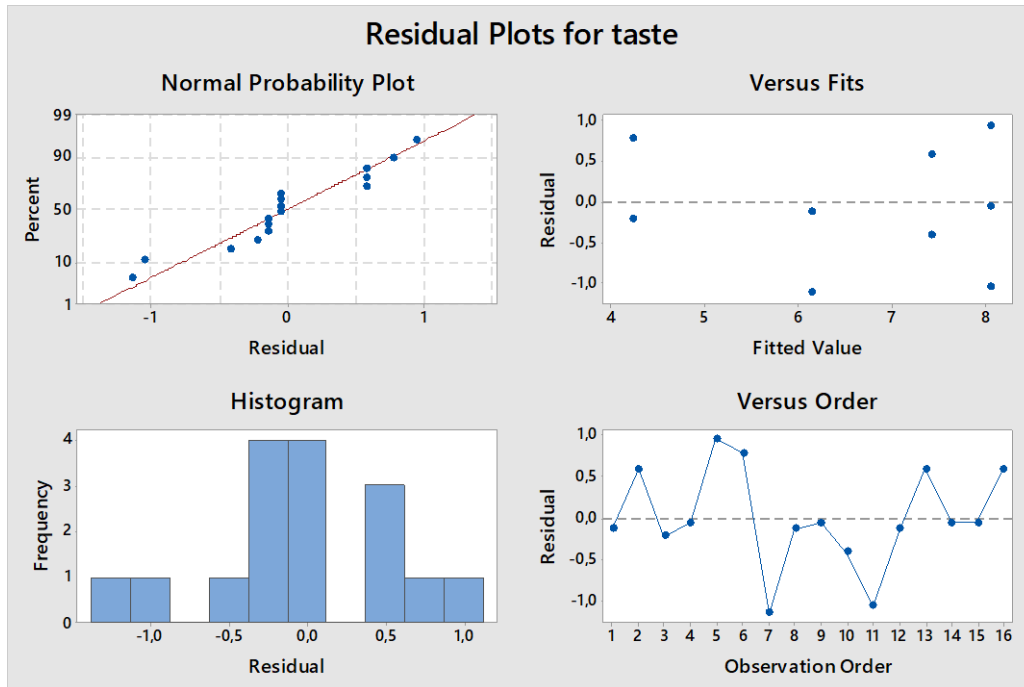 Residual Plots for taste
Normal Probability Plot
99
90
50
10
1
Percent
-1 0 1
Residual
Versus Fits
1,0
0,5
0,0
-0,5
-1,0
Residual
4 5 6 7 8
Fitted Value
Histogram
4
3
2
1
0
Frequency
-1,0 -0,5 0,0 0,5 1,0
Residual
Versus Order
1,0
0,5
0,0
-0,5
-1,0
Residual
1 2 3 4 5 6 7 8 9 10 11 12 13 14 15 16
Observation Order